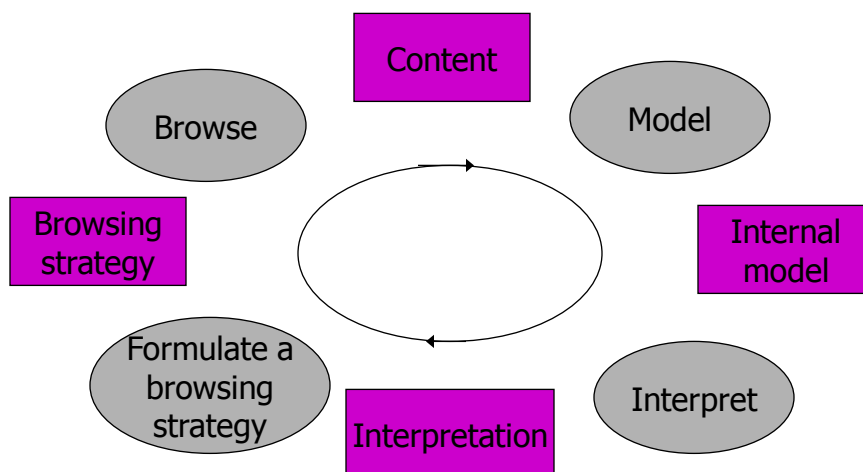 Content
Browse
Model
Browsing
strategy
Internal
model
Formulate a
browsing
strategy
Interpretation
Interpret